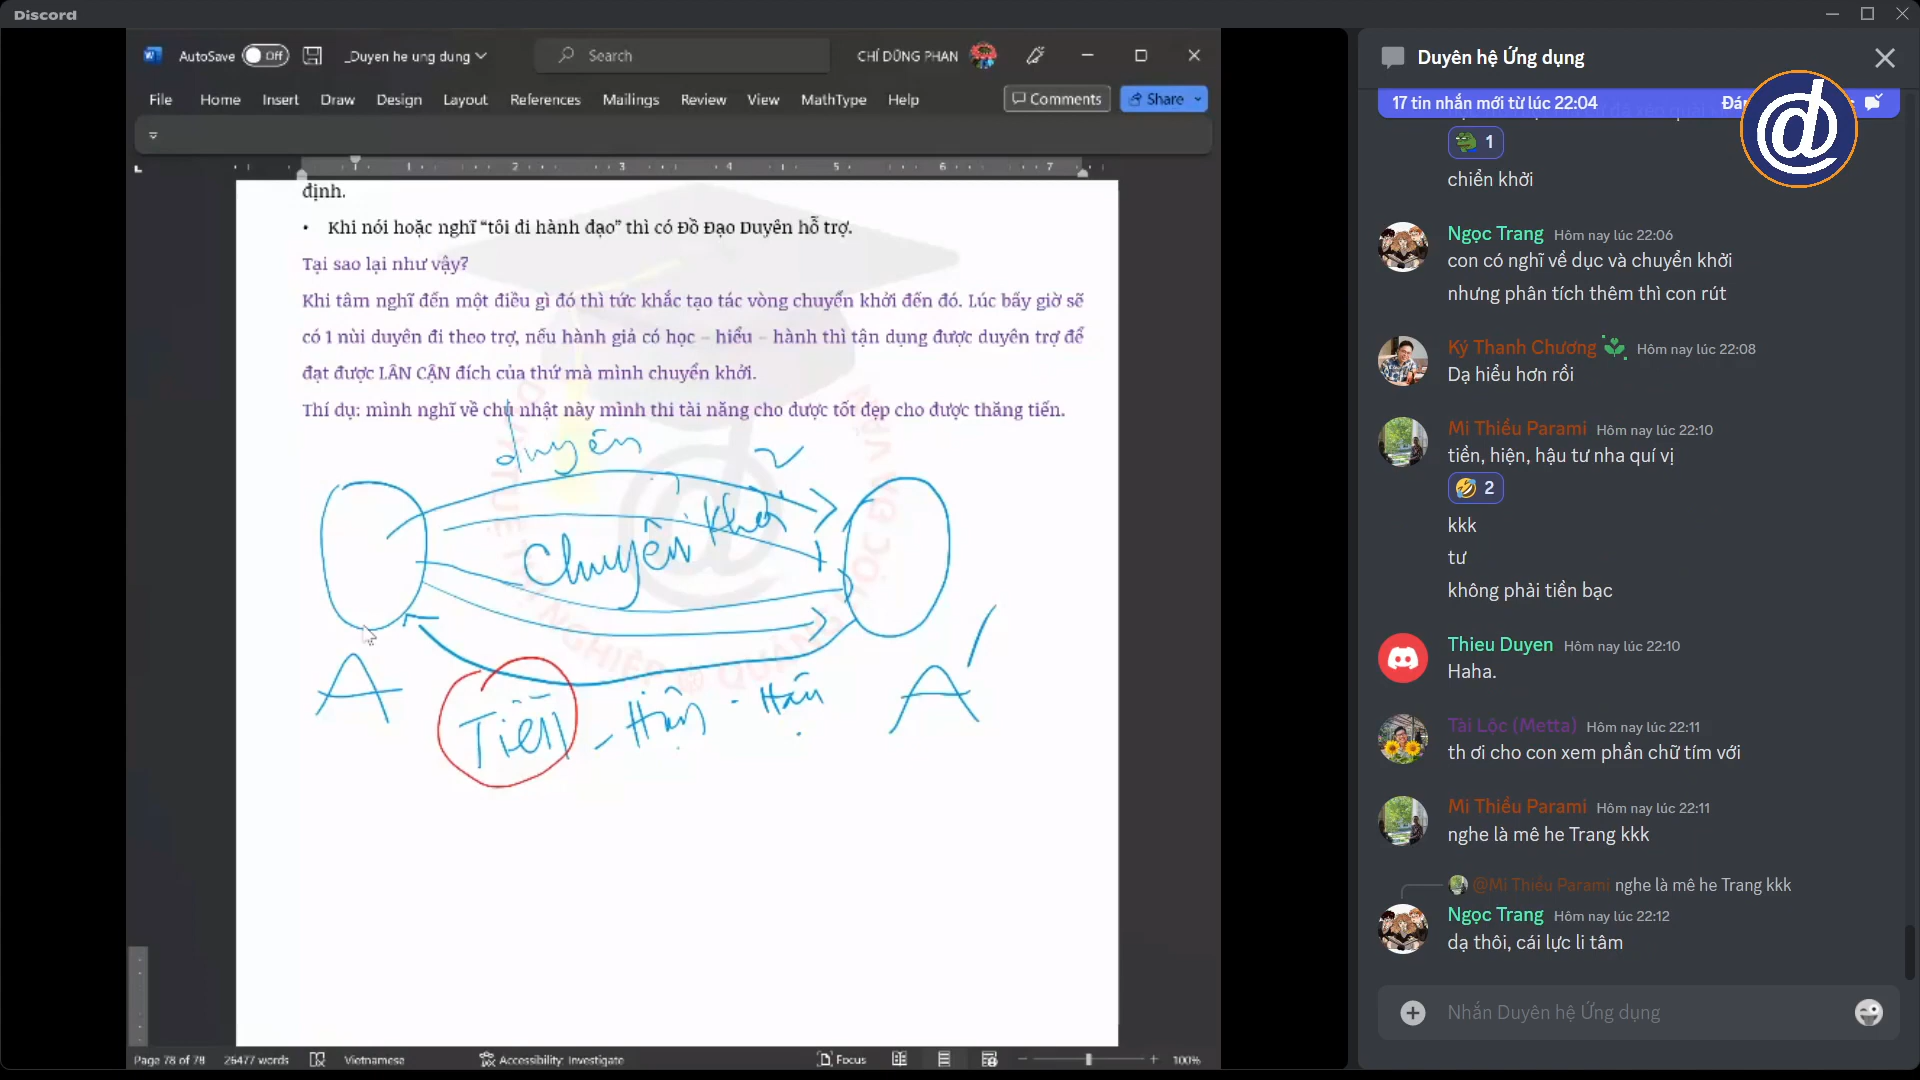 Discord
AutoSave Off _Duyen he ung dung Search CHÍ DŨNG PHAN
File Home Insert Draw Design Layout References Mailings Review View MathType Help Comments Share
1 2 3 4 5 6 7
định.
• Khi nói hoặc nghĩ “tôi đi hành đạo” thì có Đồ Đạo Duyên hỗ trợ.
Tại sao lại như vậy?
Khi tâm nghĩ đến một điều gì đó thì tức khắc tạo tác vòng chuyển khởi đến đó. Lúc bấy giờ sẽ
có 1 nùi duyên đi theo trợ, nếu hành giả có học – hiểu – hành thì tận dụng được duyên trợ để
đạt được LÂN CẬN đích của thứ mà mình chuyển khởi.
Thí dụ: mình nghĩ về chủ nhật này mình thi tài năng cho được tốt đẹp cho được thăng tiến.
duyên
Chuyển khởi
A
A'
Tiền - Hiện - Hậu
Page 78 of 78 26477 words Vietnamese Accessibility: Investigate Focus 100%
Duyên hệ Ứng dụng
17 tin nhắn mới từ lúc 22:04
1
chiển khởi
Ngọc Trang Hôm nay lúc 22:06
con có nghĩ về dục và chuyển khởi
nhưng phân tích thêm thì con rút
Ký Thanh Chương Hôm nay lúc 22:08
Dạ hiểu hơn rồi
Mi Thiểu Parami Hôm nay lúc 22:10
tiền, hiện, hậu tư nha quí vị
2
kkk
tư
không phải tiền bạc
Thieu Duyen Hôm nay lúc 22:10
Haha.
Tài Lộc (Metta) Hôm nay lúc 22:11
th ơi cho con xem phần chữ tím với
Mi Thiểu Parami Hôm nay lúc 22:11
nghe là mê he Trang kkk
@Mi Thiểu Parami nghe là mê he Trang kkk
Ngọc Trang Hôm nay lúc 22:12
dạ thôi, cái lực li tâm
Nhắn Duyên hệ Ứng dụng